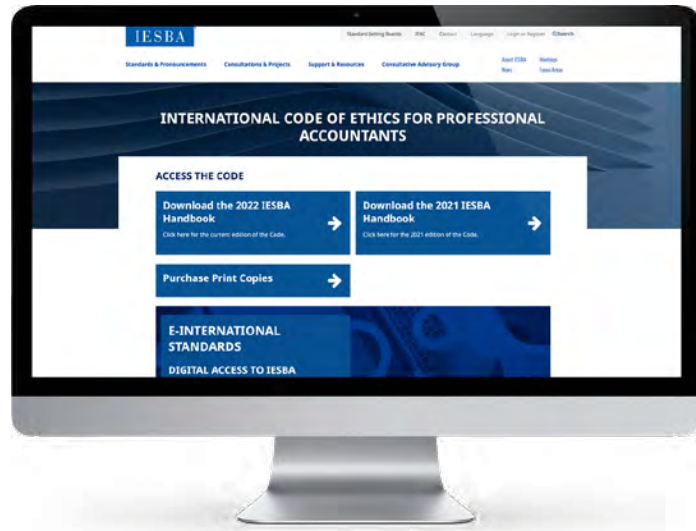 IESBA
Standard Setting Boards IFAC Contact Language Login or Register Search
Standards & Pronouncements Consultations & Projects Support & Resources Consultative Advisory Group
About IESBA Meetings
News Focus Areas
INTERNATIONAL CODE OF ETHICS FOR PROFESSIONAL
ACCOUNTANTS
ACCESS THE CODE
Download the 2022 IESBA
Handbook
Click here for the current edition of the Code.
Download the 2021 IESBA
Handbook
Click here for the 2021 edition of the Code.
Purchase Print Copies
E-INTERNATIONAL
STANDARDS
DIGITAL ACCESS TO IESBA